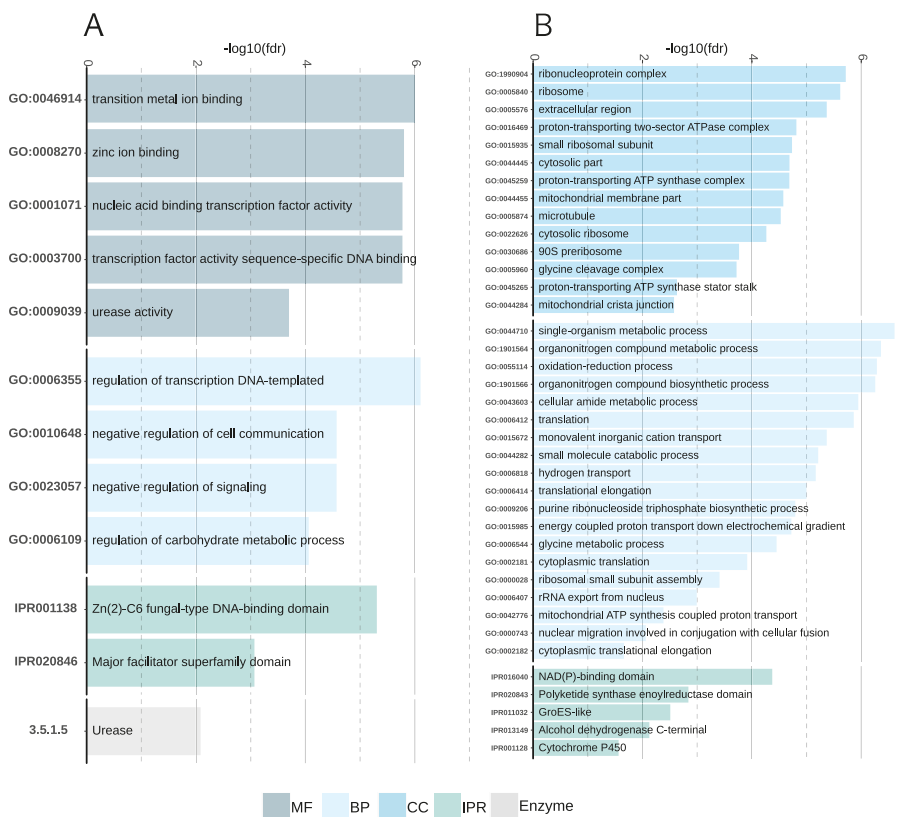 A
-log10(fdr)
0 2 4 6
GO:0046914 transition metal ion binding
GO:0008270 zinc ion binding
GO:0001071 nucleic acid binding transcription factor activity
GO:0003700 transcription factor activity sequence-specific DNA binding
GO:0009039 urease activity
GO:0006355 regulation of transcription DNA-templated
GO:0010648 negative regulation of cell communication
GO:0023057 negative regulation of signaling
GO:0006109 regulation of carbohydrate metabolic process
IPR001138 Zn(2)-C6 fungal-type DNA-binding domain
IPR020846 Major facilitator superfamily domain
3.5.1.5 Urease
B
-log10(fdr)
0 2 4 6
GO:1990904 ribonucleoprotein complex
GO:0005840 ribosome
GO:0005576 extracellular region
GO:0016469 proton-transporting two-sector ATPase complex
GO:0015935 small ribosomal subunit
GO:0044445 cytosolic part
GO:0045259 proton-transporting ATP synthase complex
GO:0044455 mitochondrial membrane part
GO:0005874 microtubule
GO:0022626 cytosolic ribosome
GO:0030686 90S preribosome
GO:0005960 glycine cleavage complex
GO:0045265 proton-transporting ATP synthase stator stalk
GO:0044284 mitochondrial crista junction
GO:0044710 single-organism metabolic process
GO:1901564 organonitrogen compound metabolic process
GO:0055114 oxidation-reduction process
GO:1901566 organonitrogen compound biosynthetic process
GO:0043603 cellular amide metabolic process
GO:0006412 translation
GO:0015672 monovalent inorganic cation transport
GO:0044282 small molecule catabolic process
GO:0006818 hydrogen transport
GO:0006414 translational elongation
GO:0009206 purine ribonucleoside triphosphate biosynthetic process
GO:0015985 energy coupled proton transport down electrochemical gradient
GO:0006544 glycine metabolic process
GO:0002181 cytoplasmic translation
GO:0000028 ribosomal small subunit assembly
GO:0006407 rRNA export from nucleus
GO:0042776 mitochondrial ATP synthesis coupled proton transport
GO:0000743 nuclear migration involved in conjugation with cellular fusion
GO:0002182 cytoplasmic translational elongation
IPR016040 NAD(P)-binding domain
IPR020843 Polyketide synthase enoylreductase domain
IPR011032 GroES-like
IPR013149 Alcohol dehydrogenase C-terminal
IPR001128 Cytochrome P450
MF BP CC IPR Enzyme